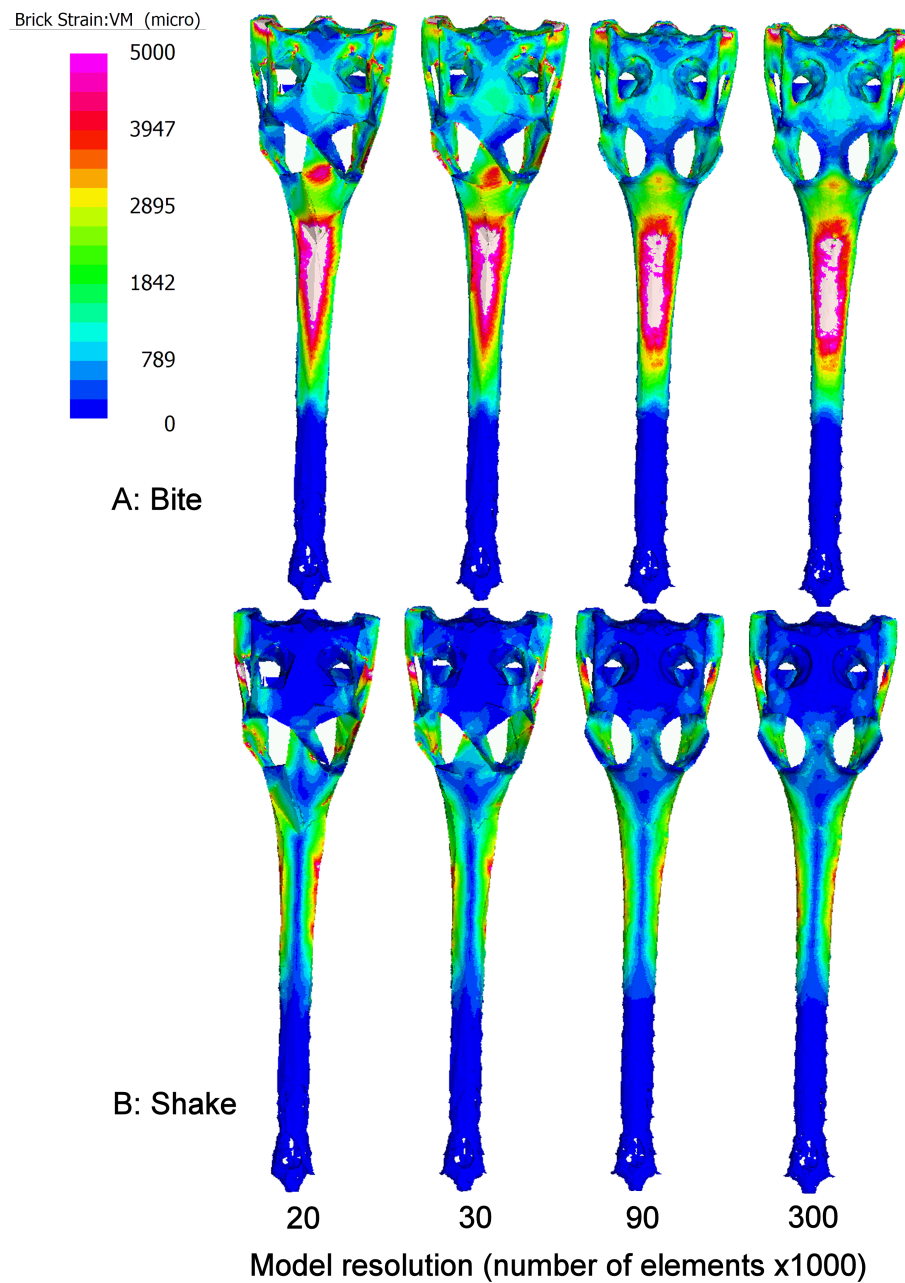 Brick Strain:VM (micro)
5000
3947
2895
1842
789
0
A: Bite
B: Shake
20 30 90 300
Model resolution (number of elements x1000)